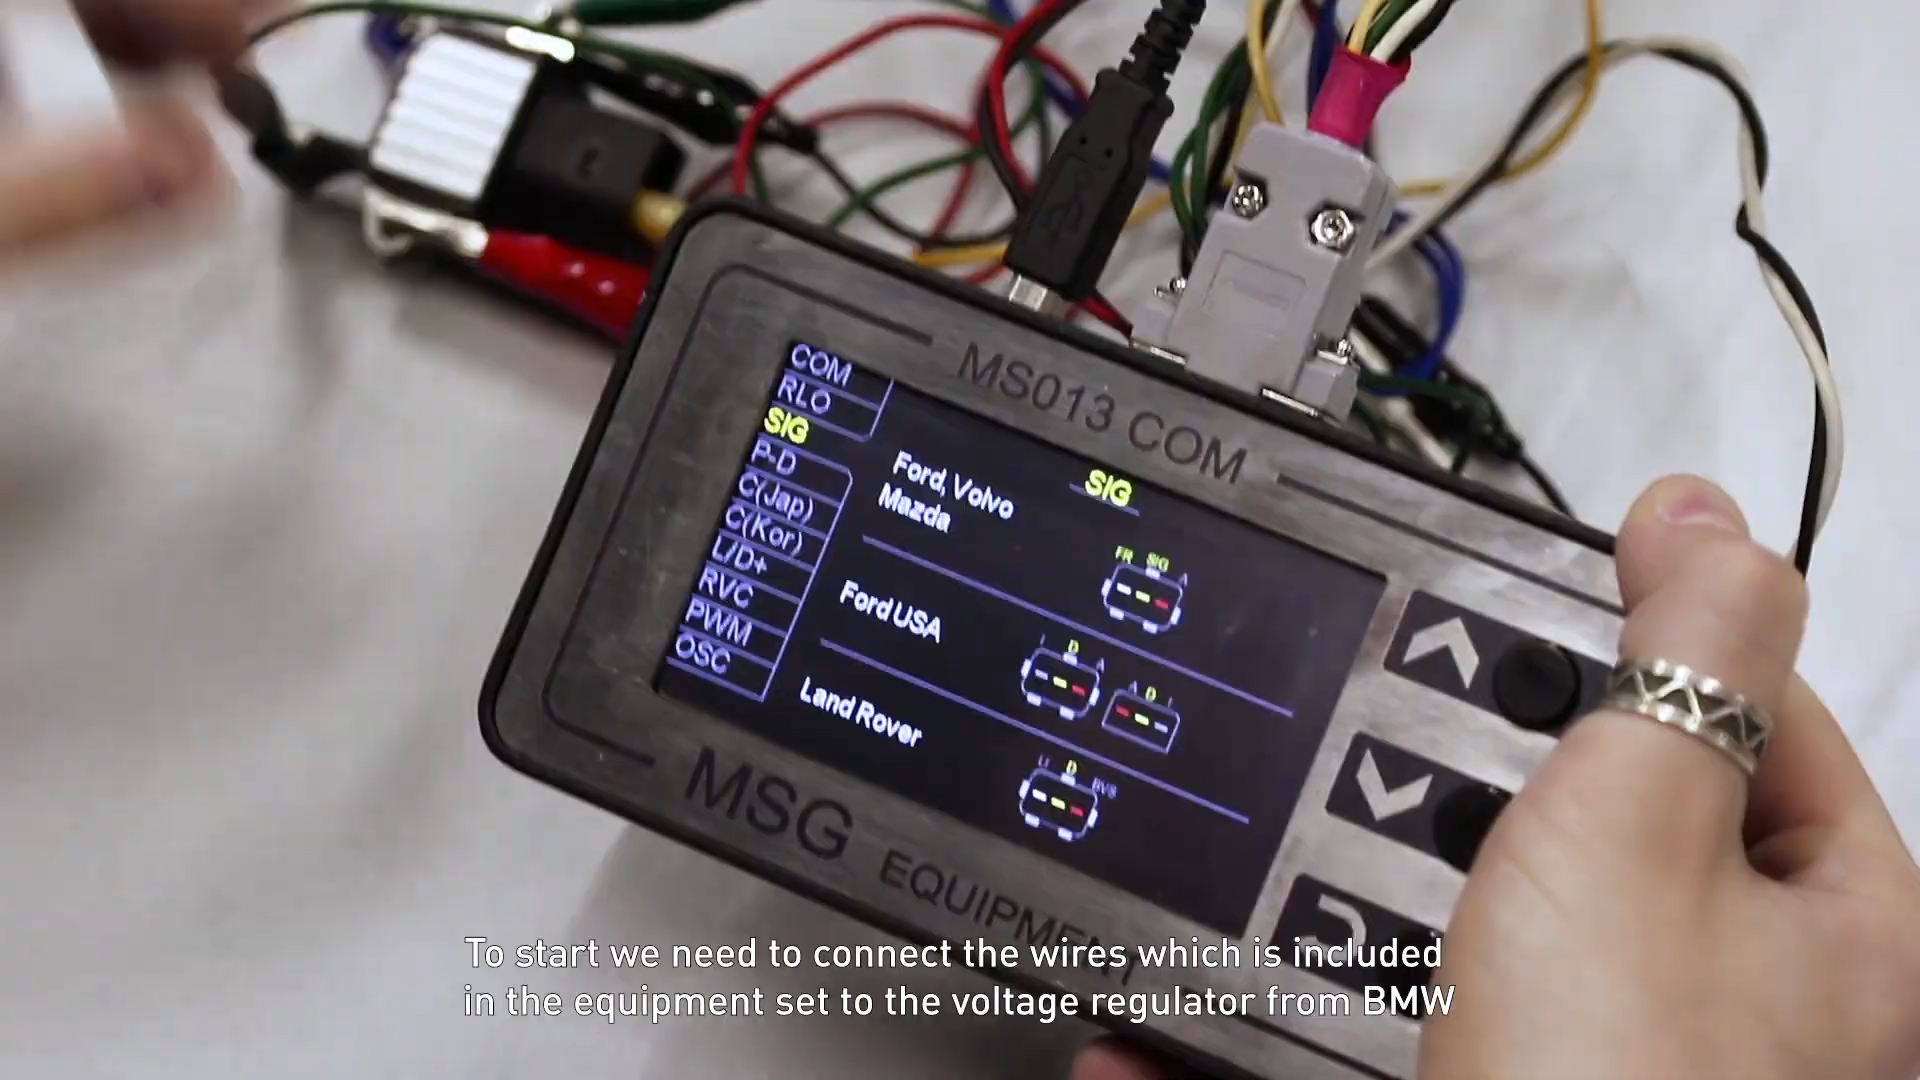 MS013 COM
COM
RLO
SIG
P-D
C(Jap)
C(Kor)
L/D+
RVC
PWM
OSC
SIG
Ford, Volvo
Mazda
FR SIG A
Ford USA
I D A
A D I
Land Rover
D
RVS
MSG EQUIPMENT
To start we need to connect the wires which is included
in the equipment set to the voltage regulator from BMW